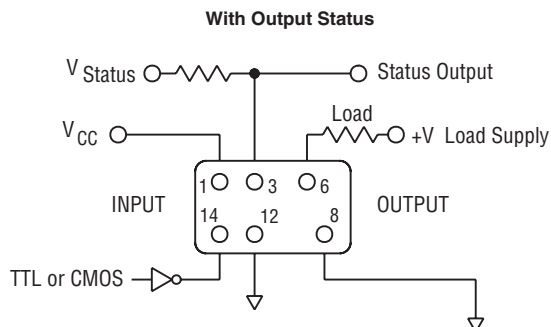 With Output Status
V Status
Status Output
Load
V CC
+V Load Supply
1
3
6
INPUT
OUTPUT
14
12
8
TTL or CMOS